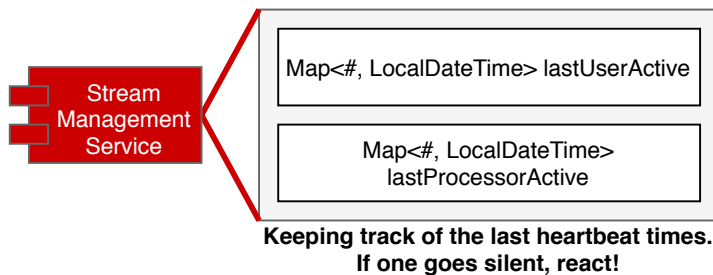 Stream
Management
Service
Map<#, LocalDateTime> lastUserActive
Map<#, LocalDateTime>
lastProcessorActive
Keeping track of the last heartbeat times.
If one goes silent, react!